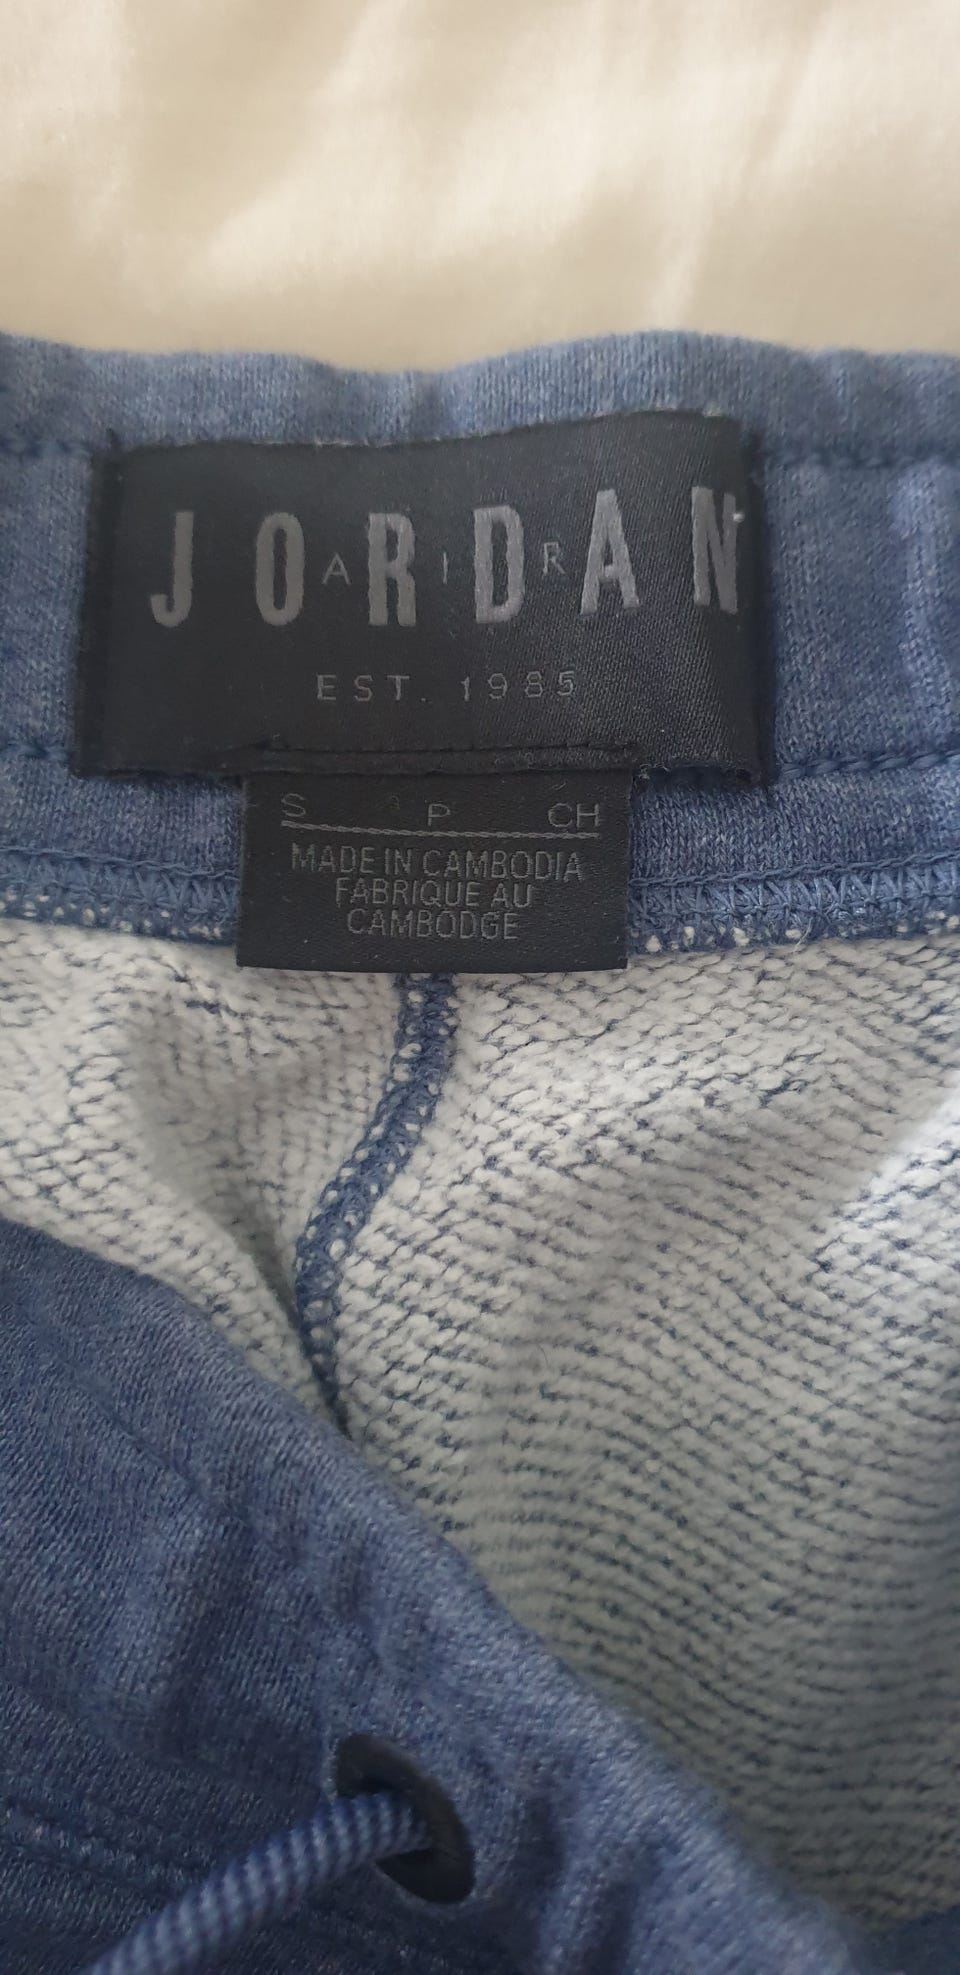 JORDAN
AIR
EST. 1985
S P CH
MADE IN CAMBODIA
FABRIQUE AU
CAMBODGE